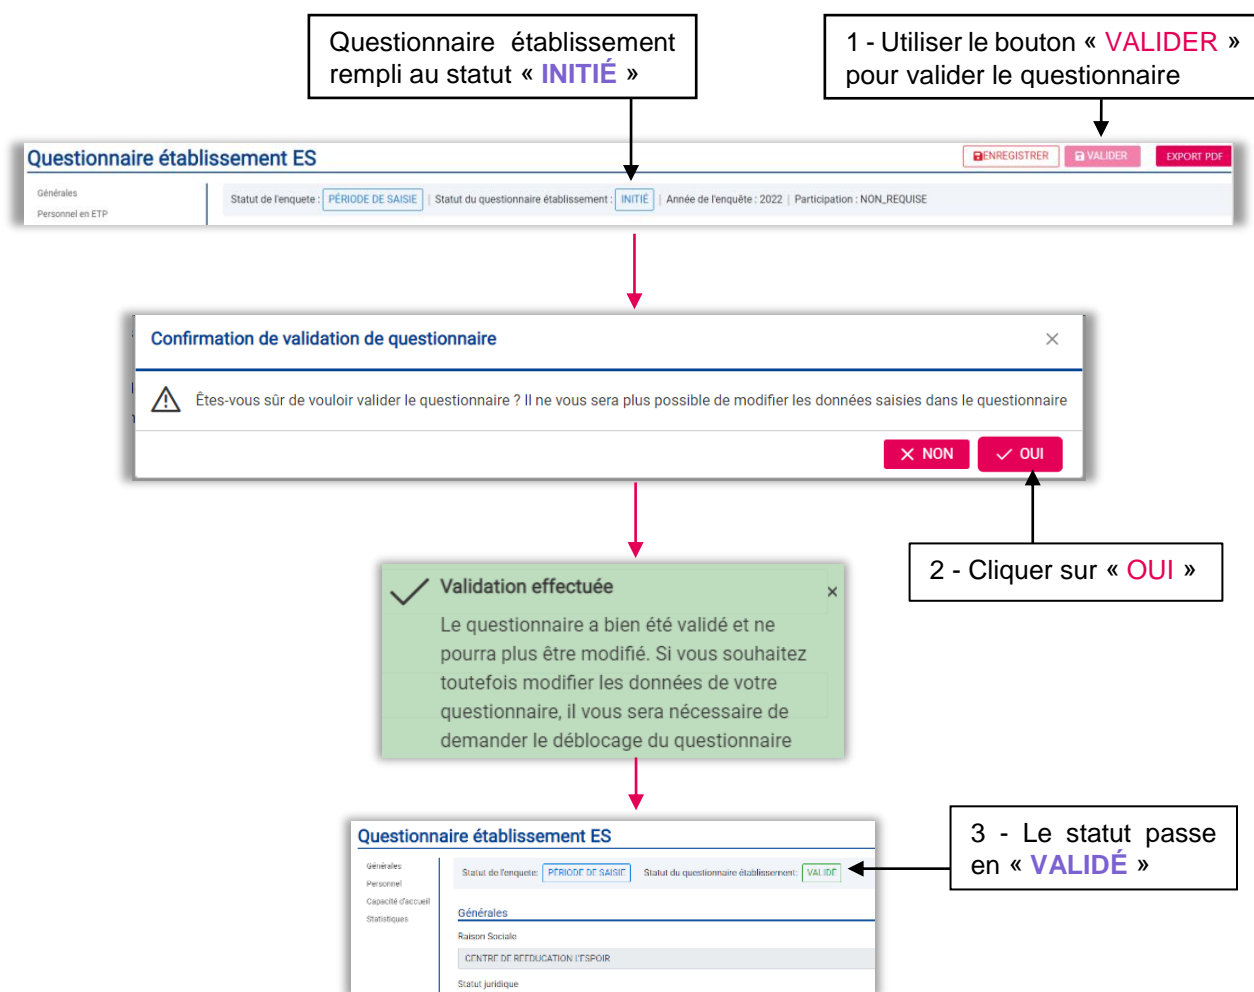 Questionnaire établissement
rempli au statut « INITIÉ »
1 - Utiliser le bouton « VALIDER »
pour valider le questionnaire
Questionnaire établissement ES
ENREGISTRER
VALIDER
EXPORT PDF
Générales
Personnel en ETP
Statut de l'enquete : PÉRIODE DE SAISIE | Statut du questionnaire établissement : INITIÉ | Année de l'enquête : 2022 | Participation : NON_REQUISE
Confirmation de validation de questionnaire
Êtes-vous sûr de vouloir valider le questionnaire ? Il ne vous sera plus possible de modifier les données saisies dans le questionnaire
NON
OUI
2 - Cliquer sur « OUI »
Validation effectuée
Le questionnaire a bien été validé et ne
pourra plus être modifié. Si vous souhaitez
toutefois modifier les données de votre
questionnaire, il vous sera nécessaire de
demander le déblocage du questionnaire
3 - Le statut passe
en « VALIDÉ »
Questionnaire établissement ES
Générales
Personnel
Capacité d'accueil
Statistiques
Statut de l'enquete: PÉRIODE DE SAISIE Statut du questionnaire établissement: VALIDÉ
Générales
Raison Sociale
CENTRE DE REEDUCATION L'ESPOIR
Statut juridique